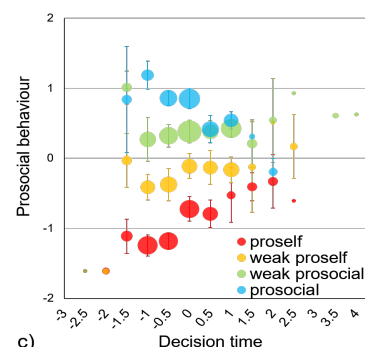 2
1
0
-1
-2
Prosocial behaviour
proself
weak proself
weak prosocial
prosocial
-3 -2.5 -2 -1.5 -1 -0.5 0 0.5 1 1.5 2 2.5 3 3.5 4
c)
Decision time